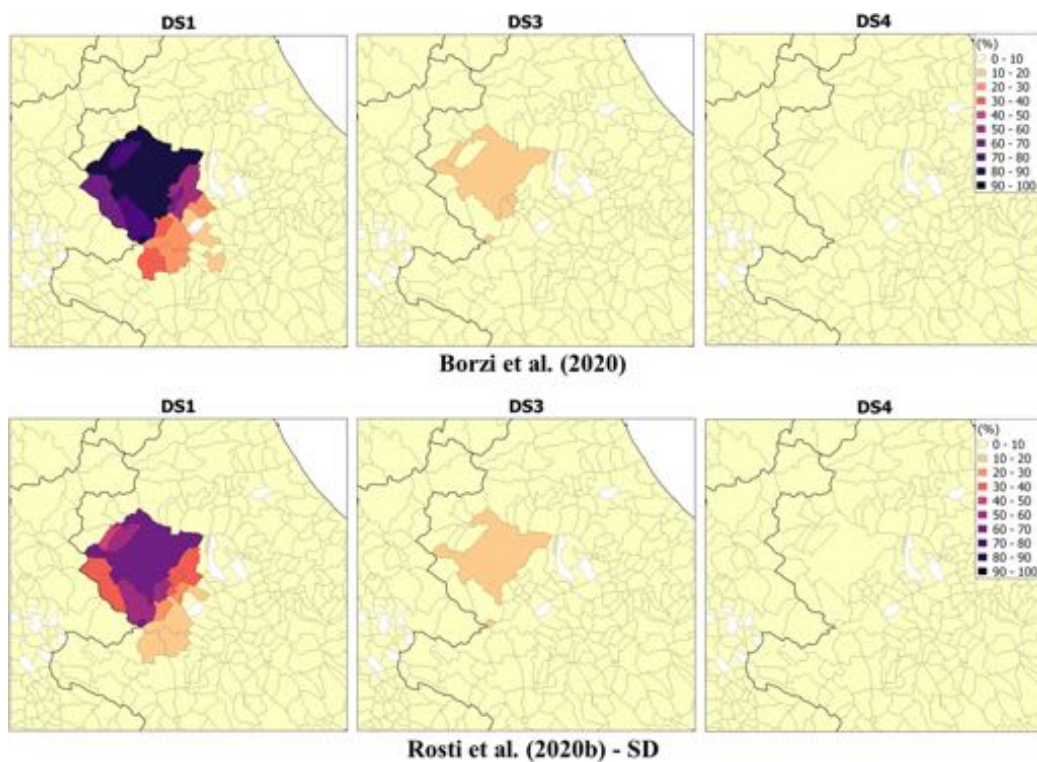 DS1 DS3 DS4
(%)
0 - 10
10 - 20
20 - 30
30 - 40
40 - 50
50 - 60
60 - 70
70 - 80
80 - 90
90 - 100
Borzi et al. (2020)
DS1 DS3 DS4
(%)
0 - 10
10 - 20
20 - 30
30 - 40
40 - 50
50 - 60
60 - 70
70 - 80
80 - 90
90 - 100
Rosti et al. (2020b) - SD